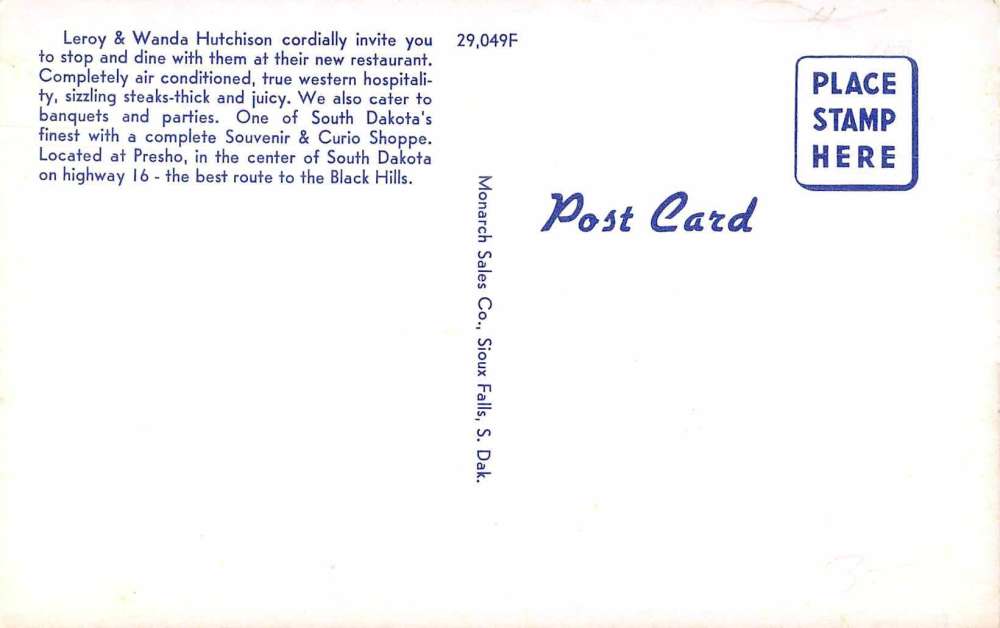 Leroy & Wanda Hutchison cordially invite you
to stop and dine with them at their new restaurant.
Completely air conditioned, true western hospitali-
ty, sizzling steaks-thick and juicy. We also cater to
banquets and parties. One of South Dakota's
finest with a complete Souvenir & Curio Shoppe.
Located at Presho, in the center of South Dakota
on highway 16 - the best route to the Black Hills.
29,049F
PLACE
STAMP
HERE
Post Card
Monarch Sales Co., Sioux Falls, S. Dak.